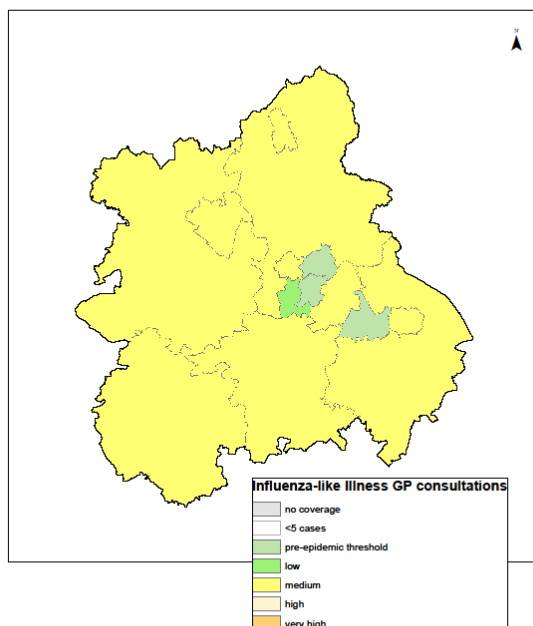 N
Influenza-like Illness GP consultations
no coverage
<5 cases
pre-epidemic threshold
low
medium
high
very high